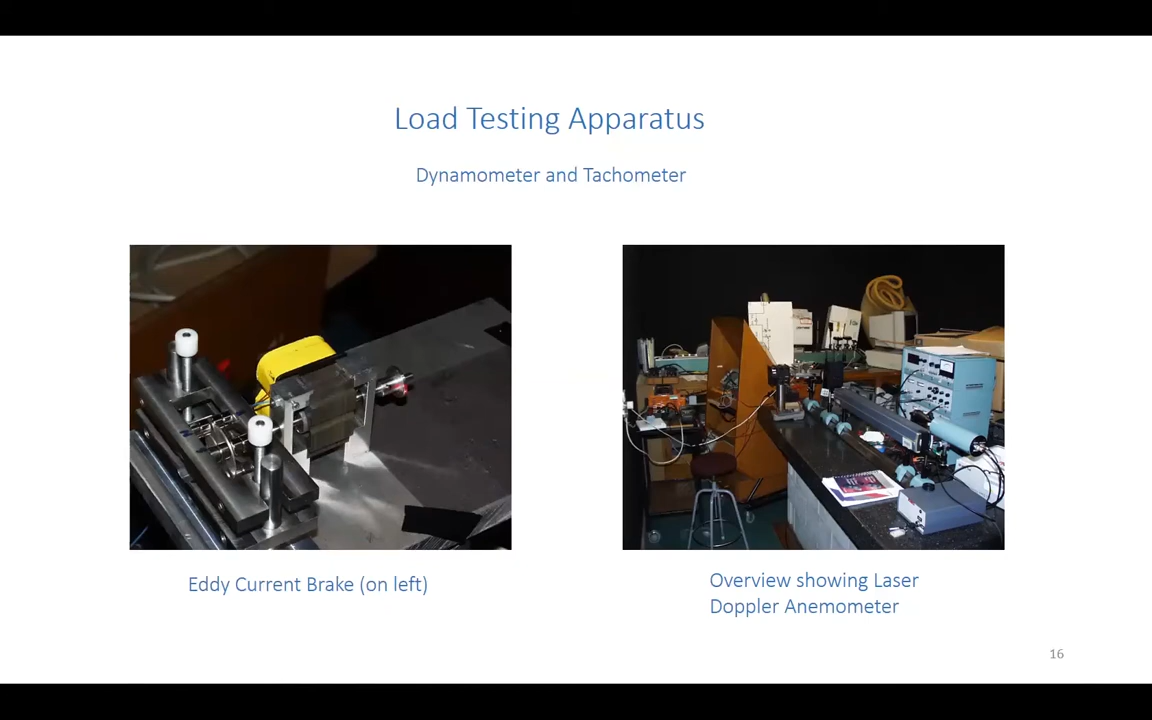 Load Testing Apparatus
Dynamometer and Tachometer
Eddy Current Brake (on left)
Overview showing Laser
Doppler Anemometer
16